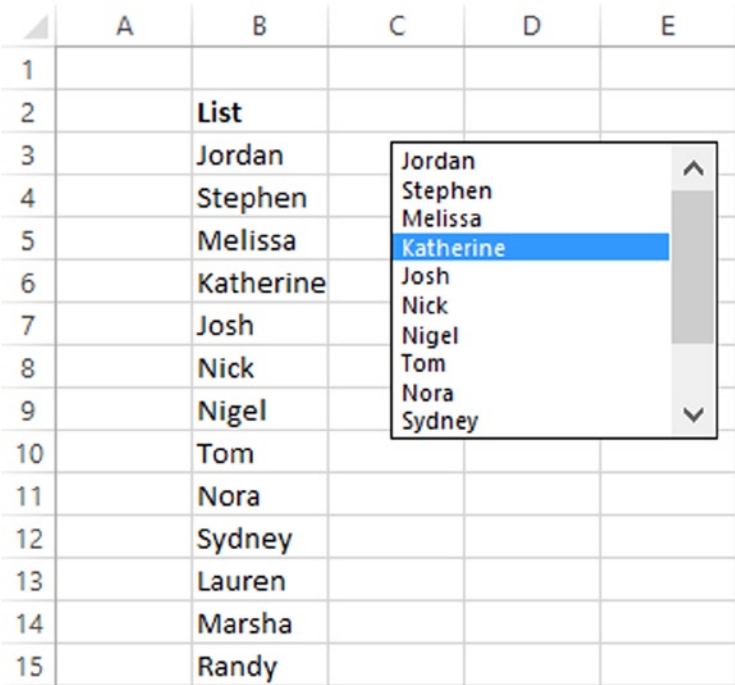 A B C D E
1
2 List
3 Jordan
4 Stephen
5 Melissa
6 Katherine
7 Josh
8 Nick
9 Nigel
10 Tom
11 Nora
12 Sydney
13 Lauren
14 Marsha
15 Randy
Jordan
Stephen
Melissa
Katherine
Josh
Nick
Nigel
Tom
Nora
Sydney